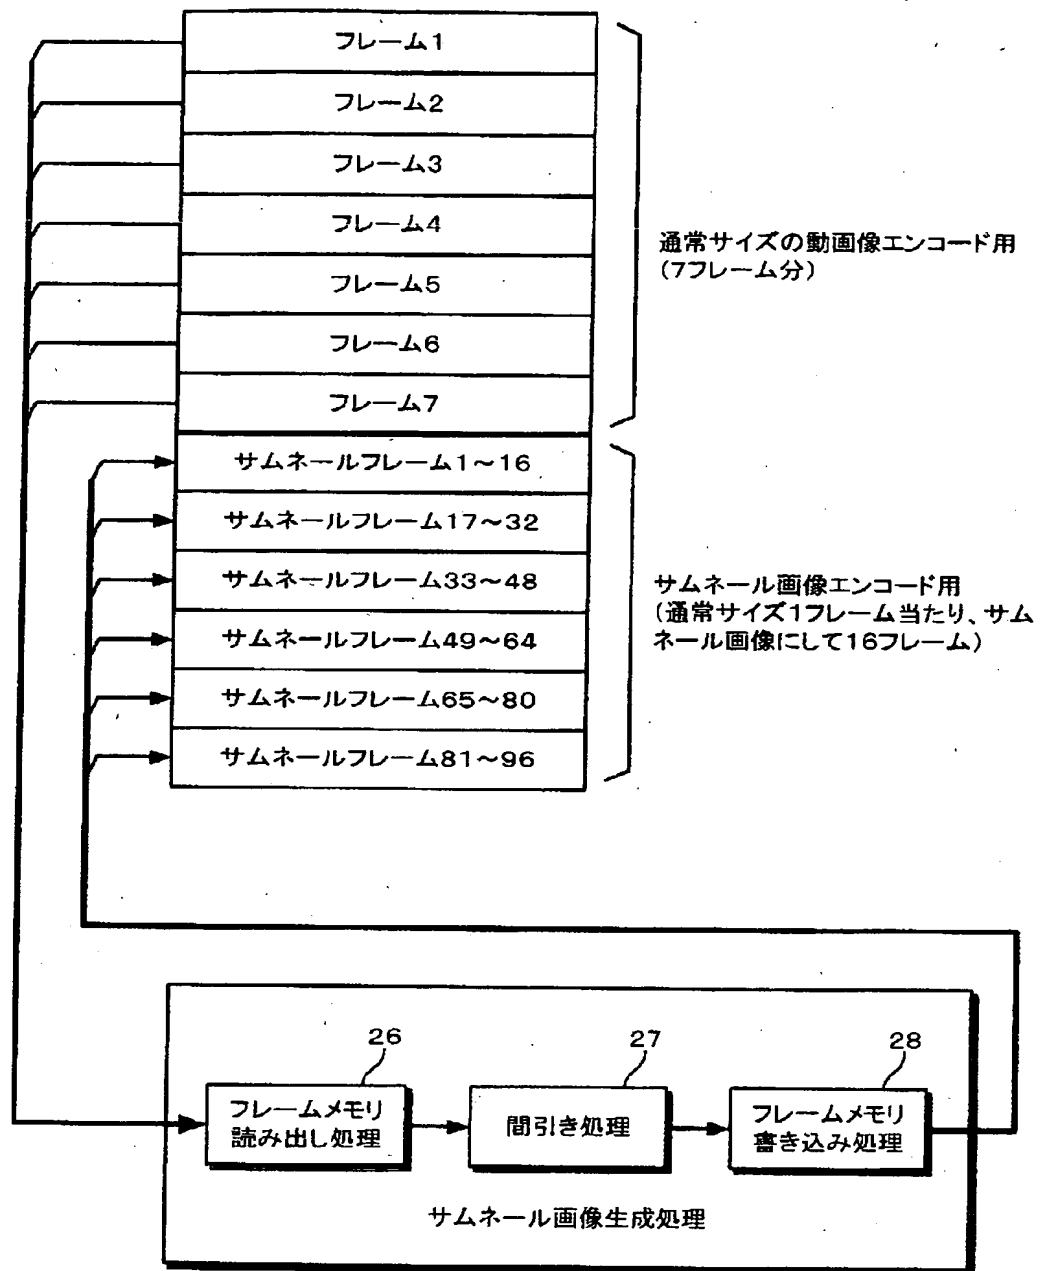 フレーム1
フレーム2
フレーム3
フレーム4
フレーム5
フレーム6
フレーム7
通常サイズの動画像エンコード用
(7フレーム分)
サムネールフレーム1～16
サムネールフレーム17～32
サムネールフレーム33～48
サムネールフレーム49～64
サムネールフレーム65～80
サムネールフレーム81～96
サムネール画像エンコード用
(通常サイズ1フレーム当たり、サム
ネール画像にして16フレーム)
26
27
28
フレームメモリ
読み出し処理
間引き処理
フレームメモリ
書き込み処理
サムネール画像生成処理